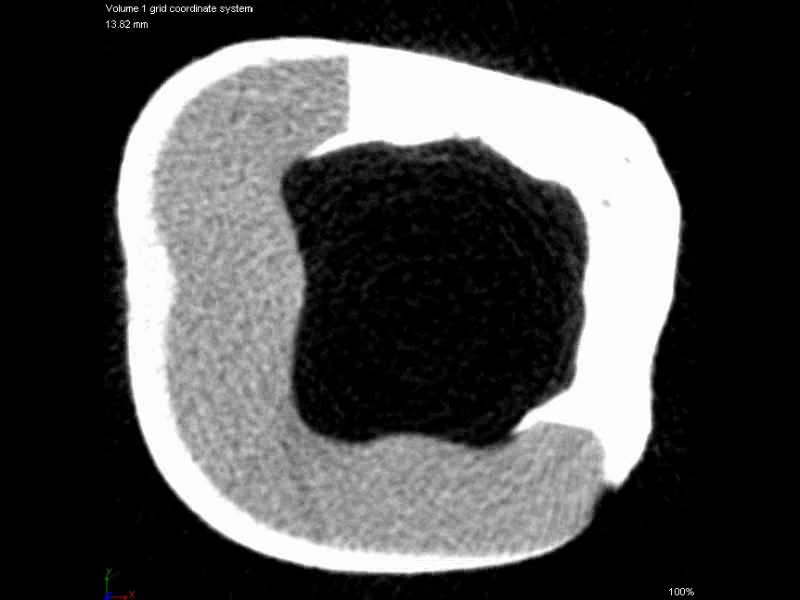 Volume 1 grid coordinate system
13.82 mm
Y
X
100%